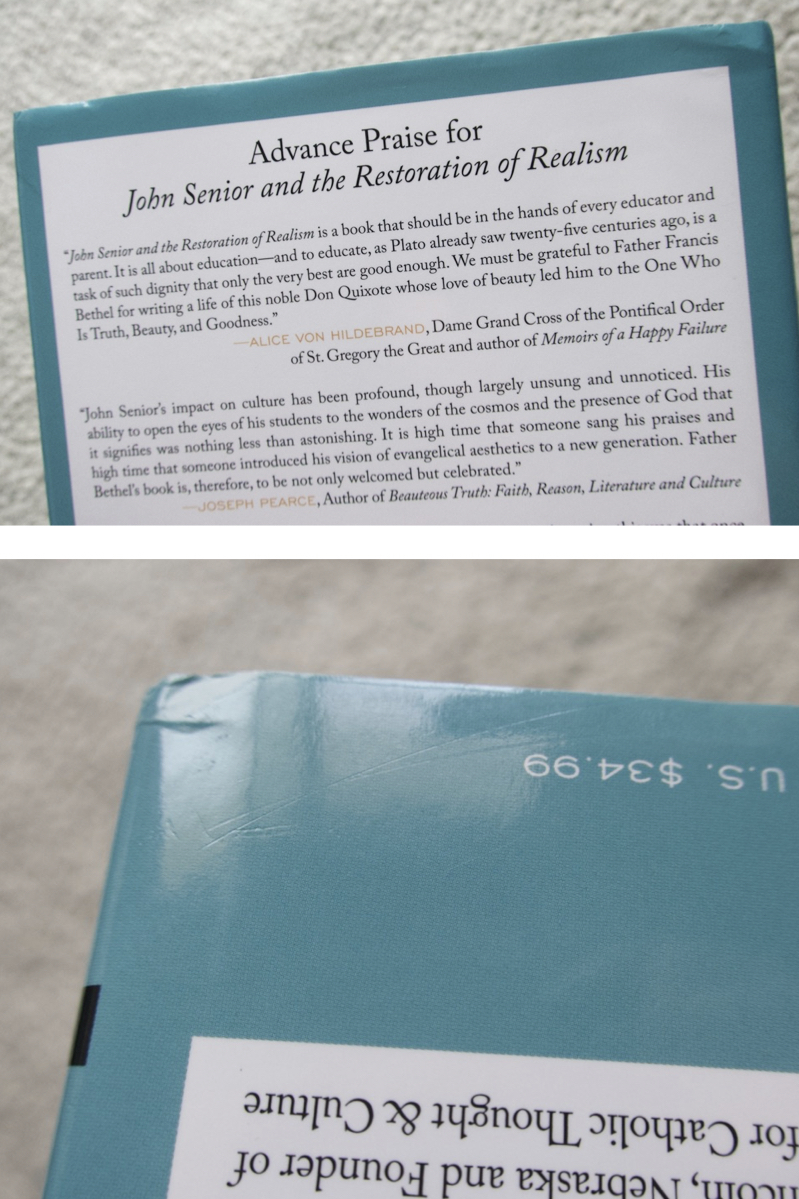 Advance Praise for
John Senior and the Restoration of Realism
“John Senior and the Restoration of Realism is a book that should be in the hands of every educator and
parent. It is all about education—and to educate, as Plato already saw twenty-five centuries ago, is a
task of such dignity that only the very best are good enough. We must be grateful to Father Francis
Bethel for writing a life of this noble Don Quixote whose love of beauty led him to the One Who
Is Truth, Beauty, and Goodness.”
—ALICE VON HILDEBRAND, Dame Grand Cross of the Pontifical Order
of St. Gregory the Great and author of Memoirs of a Happy Failure
“John Senior’s impact on culture has been profound, though largely unsung and unnoticed. His
ability to open the eyes of his students to the wonders of the cosmos and the presence of God that
it signifies was nothing less than astonishing. It is high time that someone sang his praises and
high time that someone introduced his vision of evangelical aesthetics to a new generation. Father
Bethel’s book is, therefore, to be not only welcomed but celebrated.”
—JOSEPH PEARCE, Author of Beauteous Truth: Faith, Reason, Literature and Culture
that once
U.S. $34.99
ncoln, Nebraska and Founder of
for Catholic Thought & Culture